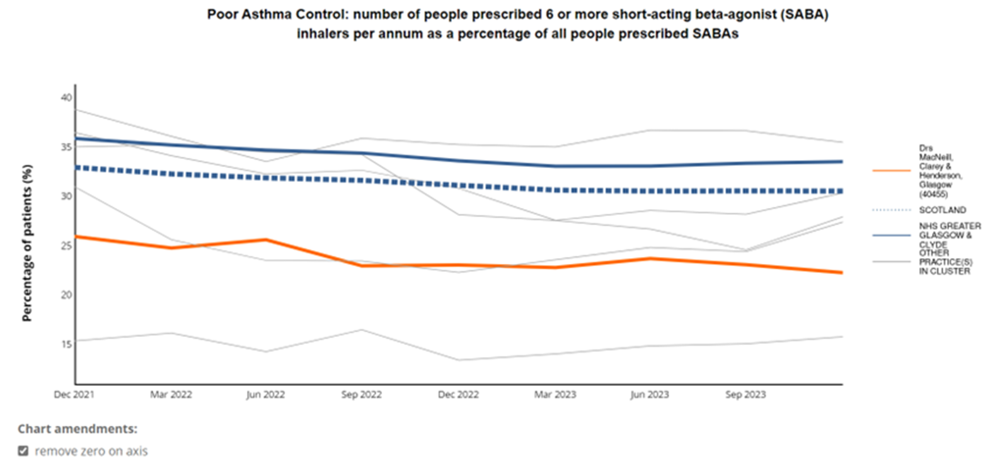 Poor Asthma Control: number of people prescribed 6 or more short-acting beta-agonist (SABA)
inhalers per annum as a percentage of all people prescribed SABAs
Percentage of patients (%)
40
35
30
25
20
15
Dec 2021
Mar 2022
Jun 2022
Sep 2022
Dec 2022
Mar 2023
Jun 2023
Sep 2023
Drs
MacNeill,
Clarey &
Henderson,
Glasgow
(40455)
SCOTLAND
NHS GREATER
GLASGOW &
CLYDE
OTHER
PRACTICE(S)
IN CLUSTER
Chart amendments:
remove zero on axis